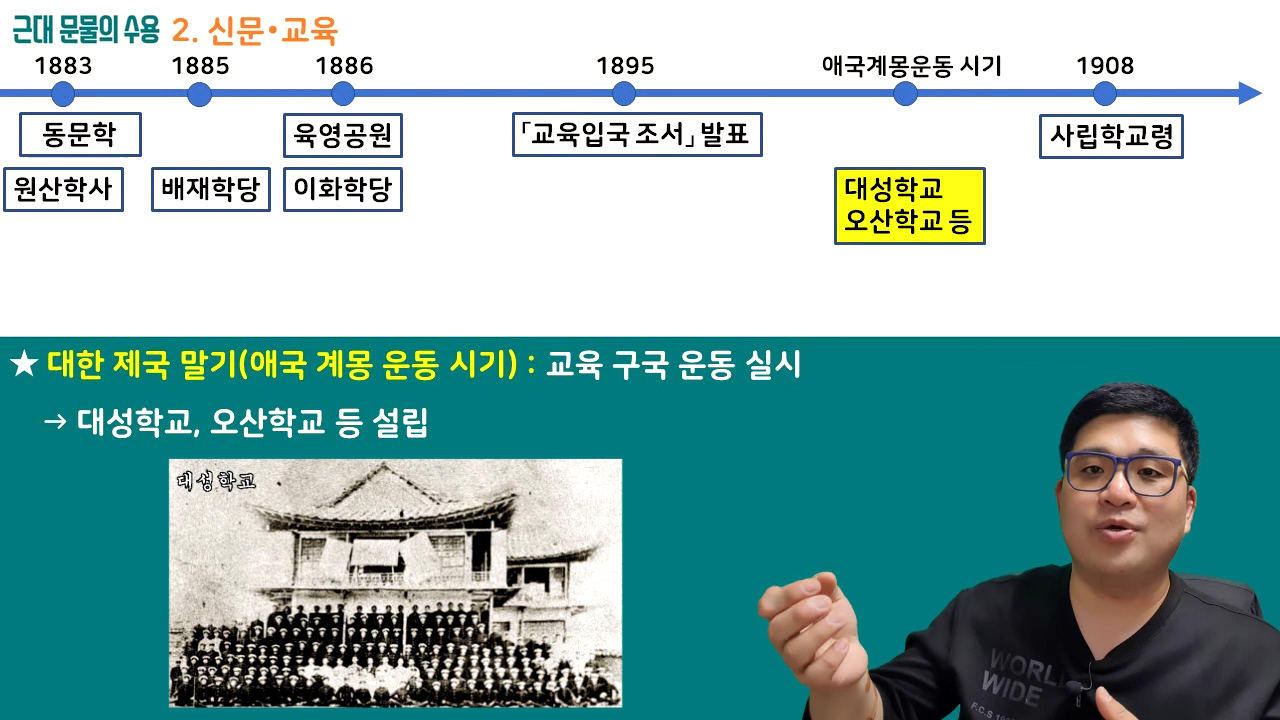 근대 문물의 수용 2. 신문·교육
1883 1885 1886 1895 애국계몽운동 시기 1908
동문학 육영공원 「교육입국 조서」발표 사립학교령
원산학사 배재학당 이화학당
대성학교
오산학교 등
★ 대한 제국 말기(애국 계몽 운동 시기) : 교육 구국 운동 실시
→ 대성학교, 오산학교 등 설립
대성학교
WORLD
WIDE
F.C.S